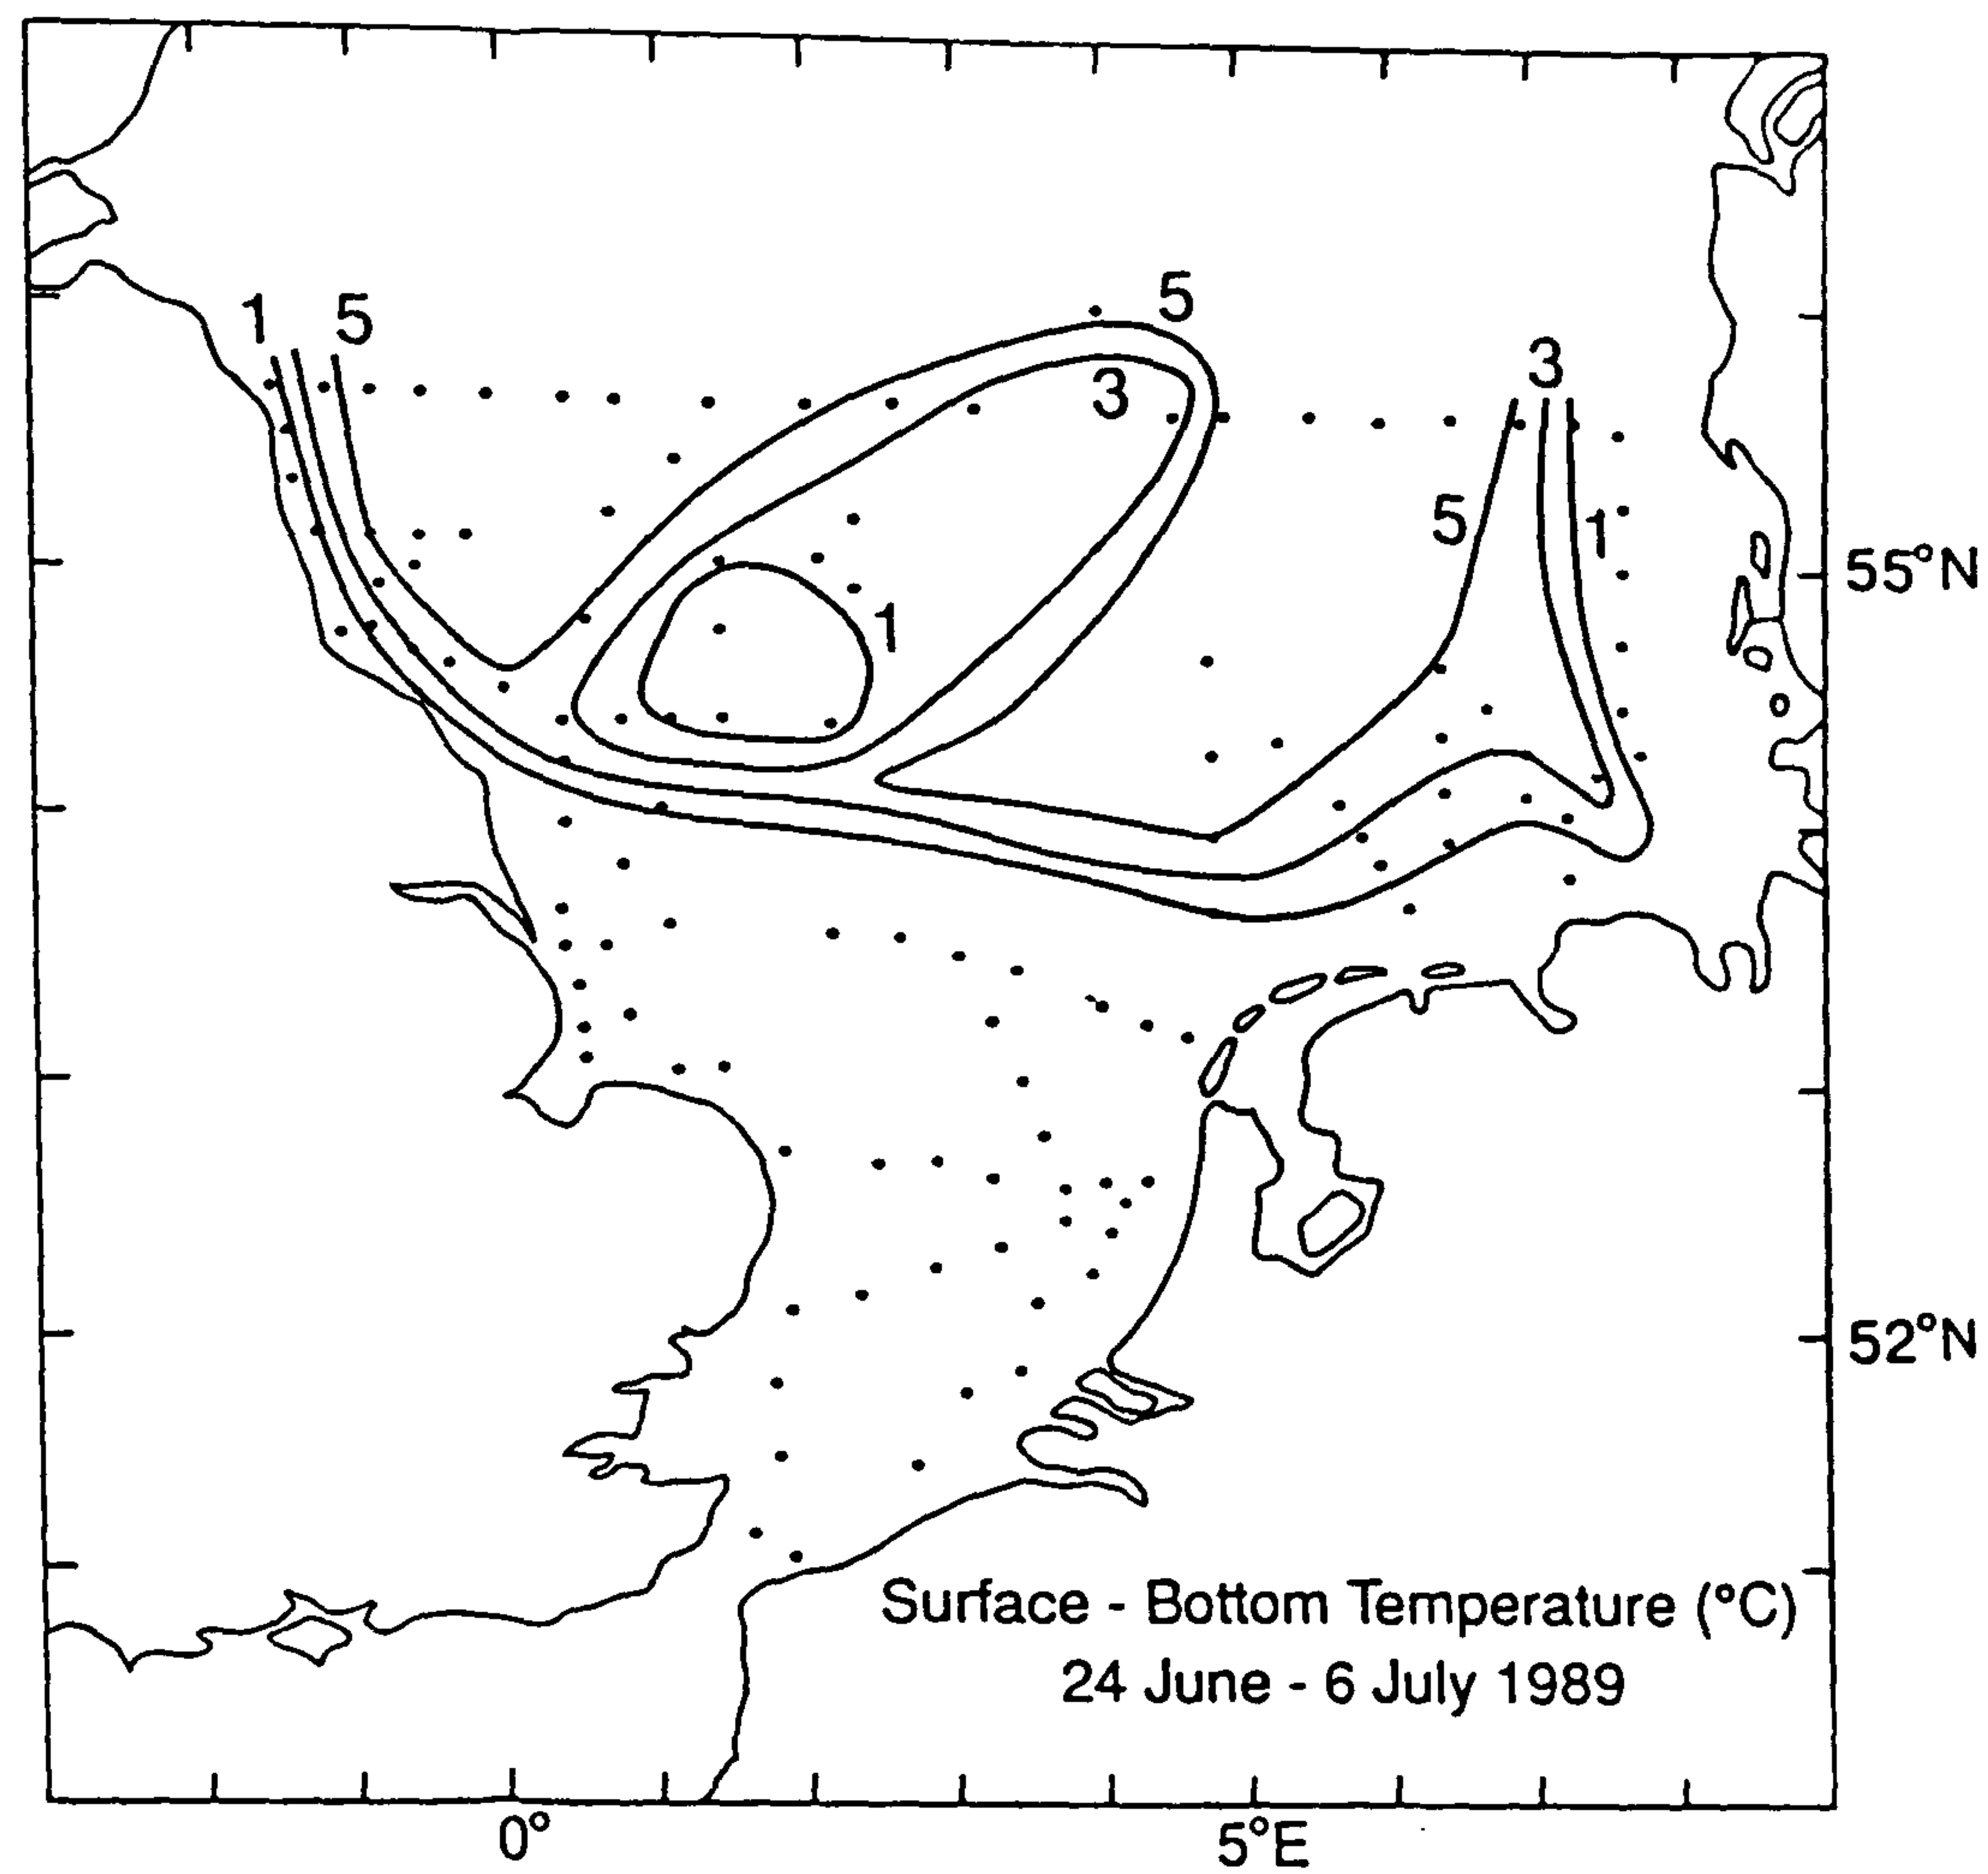 1 5
5
3
3
5
1
55°N
1
52°N
Surface - Bottom Temperature (°C)
24 June - 6 July 1989
0°
5°E